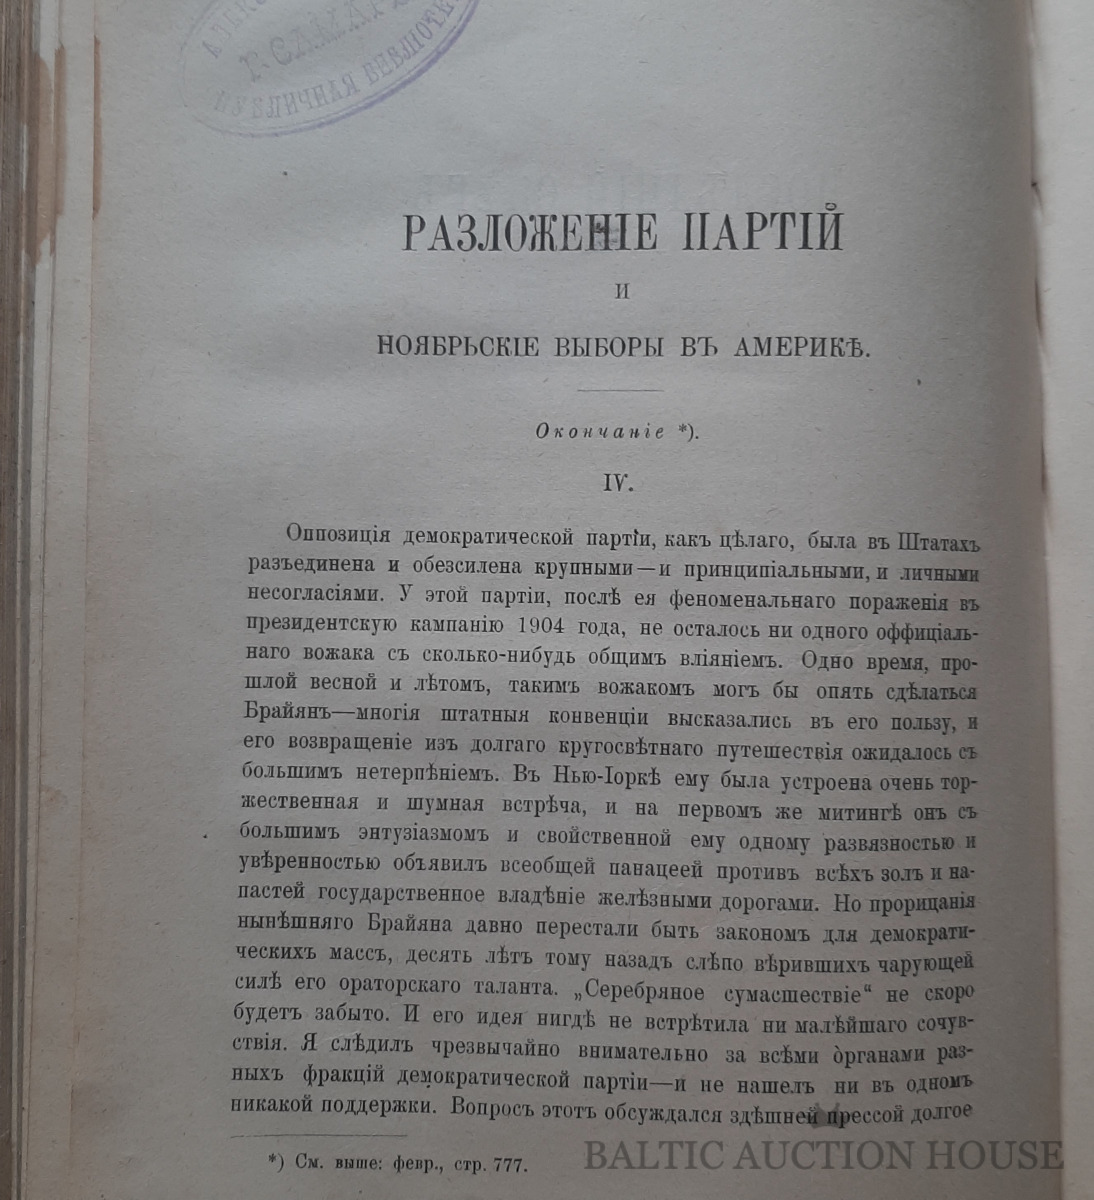 Г. САМАР
ПУБЛИЧНАЯ БИБЛІОТЕК
РАЗЛОЖЕНІЕ ПАРТІЙ
И
НОЯБРЬСКІЕ ВЫБОРЫ ВЪ АМЕРИКѢ.
Окончаніе *).
IV.
Оппозиція демократической партіи, какъ цѣлаго, была въ Штатахъ
разъединена и обезсилена крупными—и принципіальными, и личными
несогласіями. У этой партіи, послѣ ея феноменальнаго пораженія въ
президентскую кампанію 1904 года, не осталось ни одного оффиціаль-
наго вожака съ сколько-нибудь общимъ вліяніемъ. Одно время, про-
шлой весной и лѣтомъ, такимъ вожакомъ могъ бы опять сдѣлаться
Брайянъ—многія штатныя конвенціи высказались въ его пользу, и
его возвращеніе изъ долгаго кругосвѣтнаго путешествія ожидалось съ
большимъ нетерпѣніемъ. Въ Нью-Іоркѣ ему была устроена очень тор-
жественная и шумная встрѣча, и на первомъ же митингѣ онъ съ
большимъ энтузіазмомъ и свойственной ему одному развязностью и
увѣренностью объявилъ всеобщей панацеей противъ всѣхъ золъ и на-
пастей государственное владѣніе желѣзными дорогами. Но прорицанія
нынѣшняго Брайяна давно перестали быть закономъ для демократи-
ческихъ массъ, десять лѣтъ тому назадъ слѣпо вѣрившихъ чарующей
силѣ его ораторскаго таланта. „Серебряное сумасшествіе“ не скоро
будетъ забыто. И его идея нигдѣ не встрѣтила ни малѣйшаго сочув-
ствія. Я слѣдилъ чрезвычайно внимательно за всѣми òрганами раз-
ныхъ фракцій демократической партіи—и не нашелъ ни въ одномъ
никакой поддержки. Вопросъ этотъ обсуждался здѣшней прессой долгое
*) См. выше: февр., стр. 777.
BALTIC AUCTION HOUSE